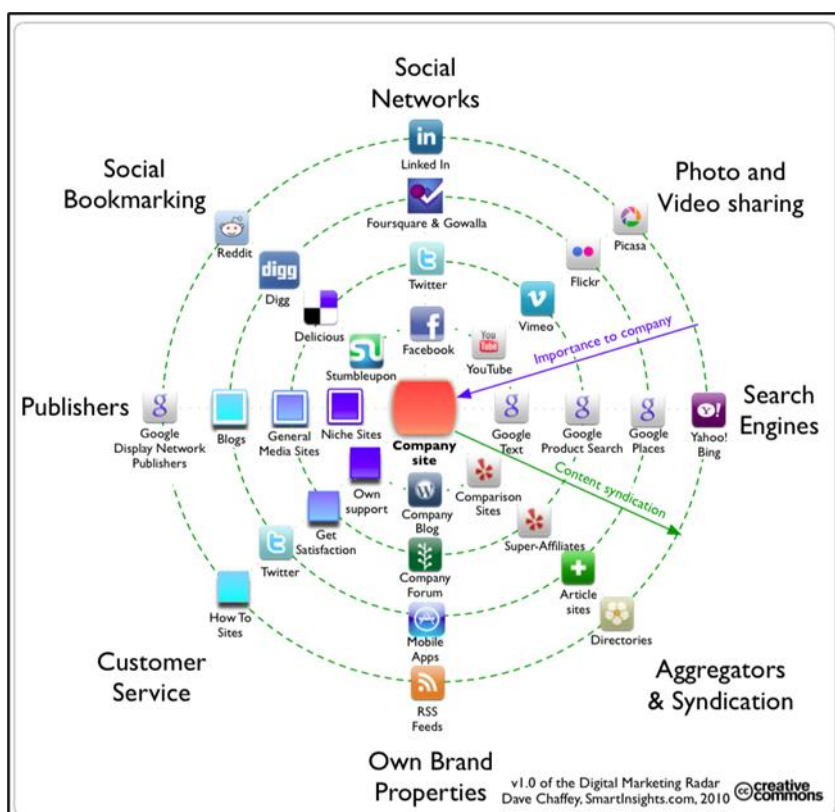 Social
Networks
in
Linked In
Social
Bookmarking
Photo and
Video sharing
Foursquare & Gowalla
Reddit
Picasa
digg
Digg
Flickr
Twitter
Delicious
Vimeo
Facebook
You
Tube
YouTube
Stumbleupon
Importance to company
Publishers
Google
Display Network
Publishers
Blogs
General
Media Sites
Niche Sites
Company
site
Google
Text
Google
Product Search
Google
Places
Yahoo!
Bing
Search
Engines
Content syndication
Own
support
Company
Blog
Comparison
Sites
Get
Satisfaction
Super-Affiliates
Twitter
Company
Forum
Article
sites
How To
Sites
Mobile
Apps
Directories
Customer
Service
RSS
Feeds
Aggregators
& Syndication
Own Brand
Properties
v1.0 of the Digital Marketing Radar
Dave Chaffey, SmartInsights.com, 2010
cc creative
commons